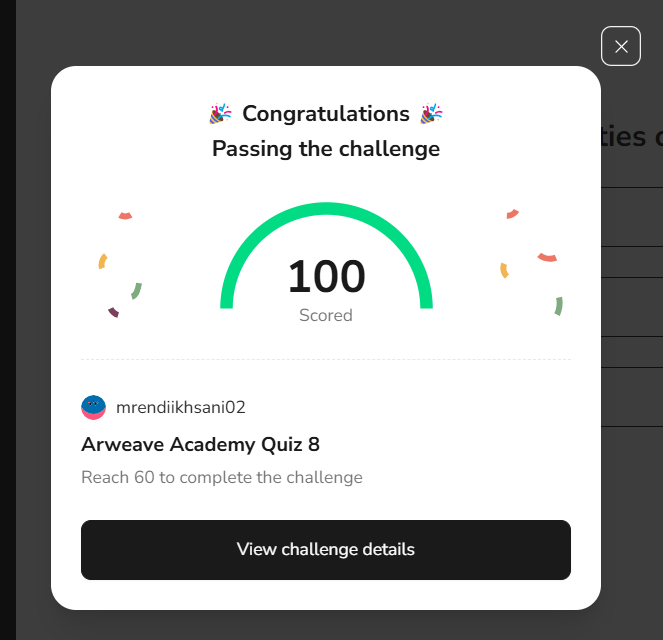 🎉 Congratulations 🎉
Passing the challenge
100
Scored
mrendiikhsani02
Arweave Academy Quiz 8
Reach 60 to complete the challenge
View challenge details